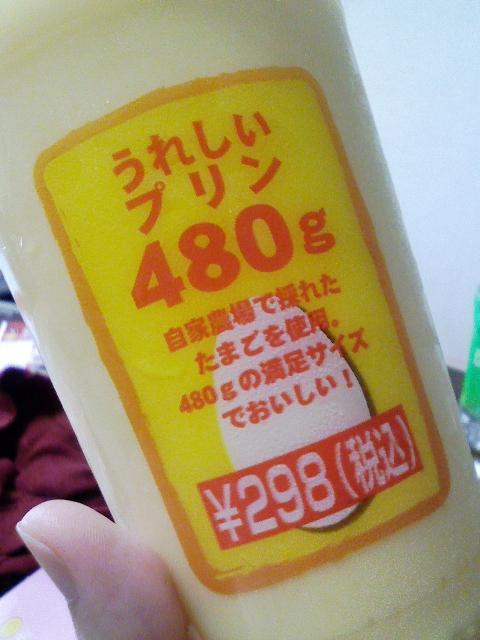 うれしい
プリン
480g
自家農場で採れた
たまごを使用。
480gの満足サイズ
でおいしい！
¥298(税込)